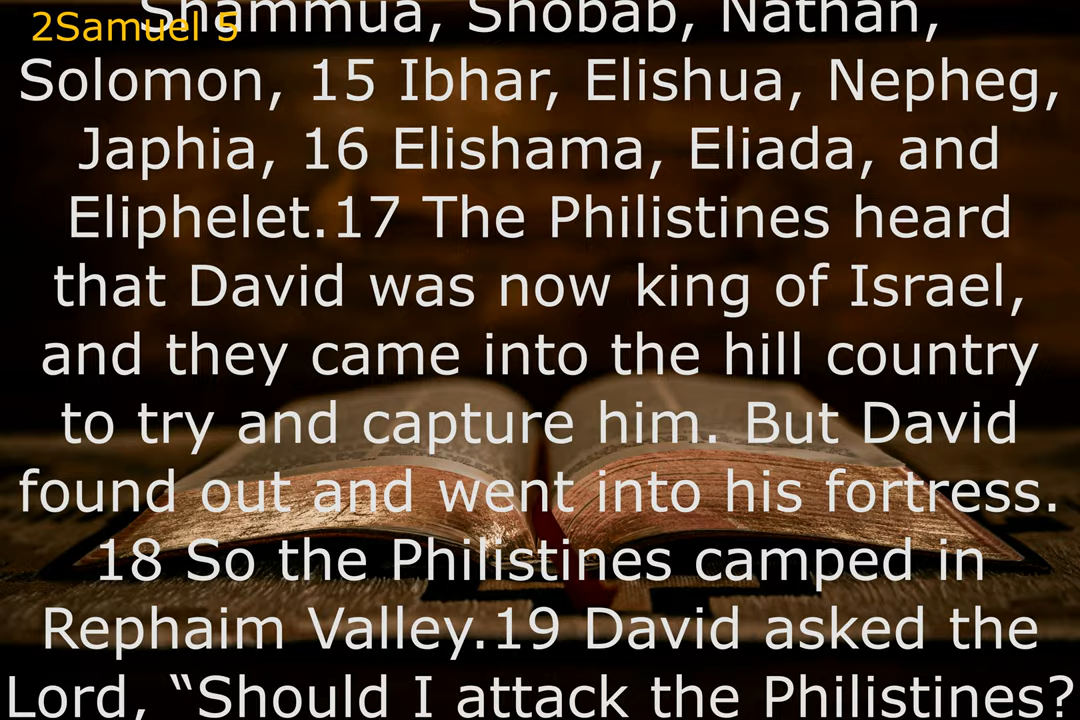 2Samuel 5
Shammua, Shobab, Nathan,
Solomon, 15 Ibhar, Elishua, Nepheg,
Japhia, 16 Elishama, Eliada, and
Eliphelet.17 The Philistines heard
that David was now king of Israel,
and they came into the hill country
to try and capture him. But David
found out and went into his fortress.
18 So the Philistines camped in
Rephaim Valley.19 David asked the
Lord, “Should I attack the Philistines?